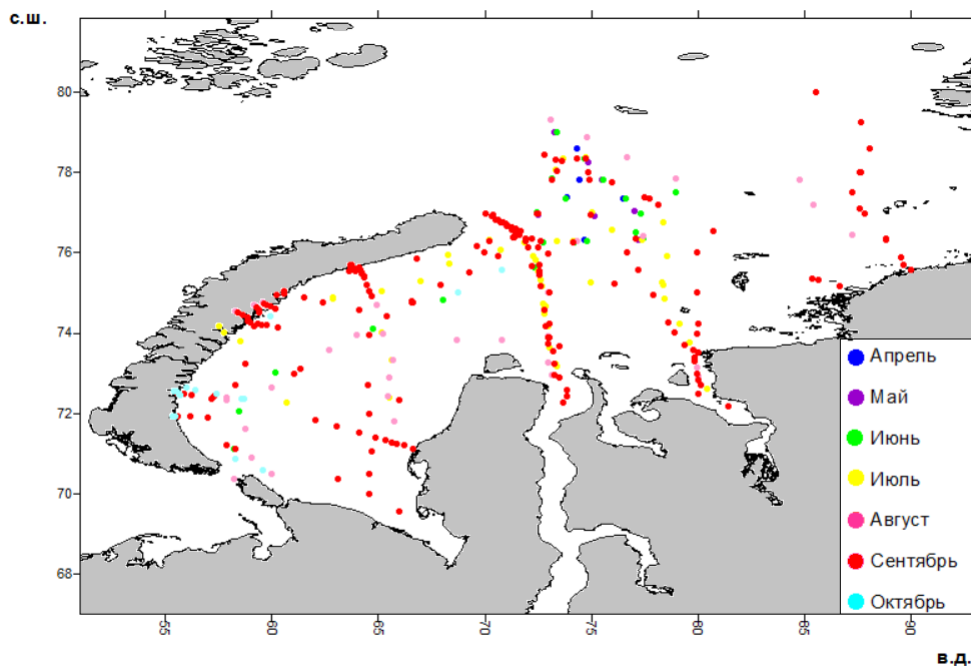 с.ш.
80
78
76
74
72
70
68
Апрель
Май
Июнь
Июль
Август
Сентябрь
Октябрь
55
60
65
70
75
80
85
90
в.д.